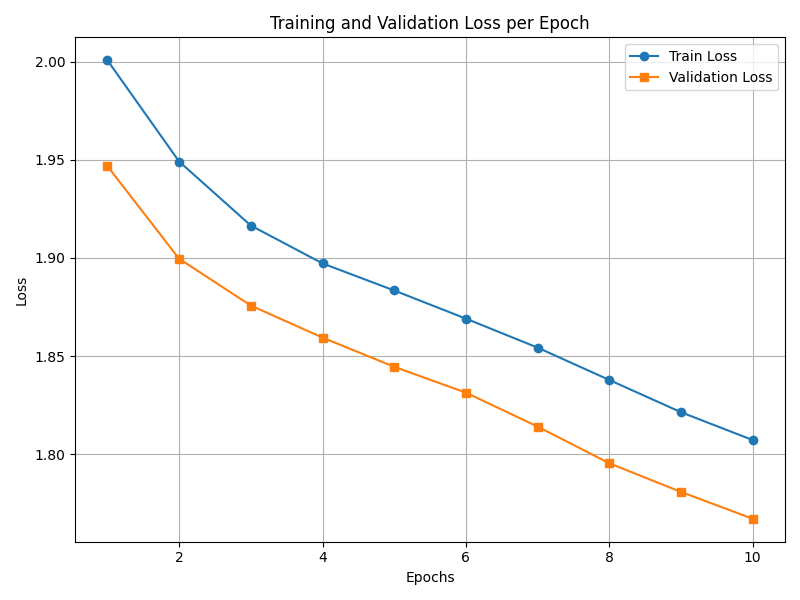 Training and Validation Loss per Epoch
Train Loss
Validation Loss
2.00
1.95
1.90
1.85
1.80
Loss
2 4 6 8 10
Epochs